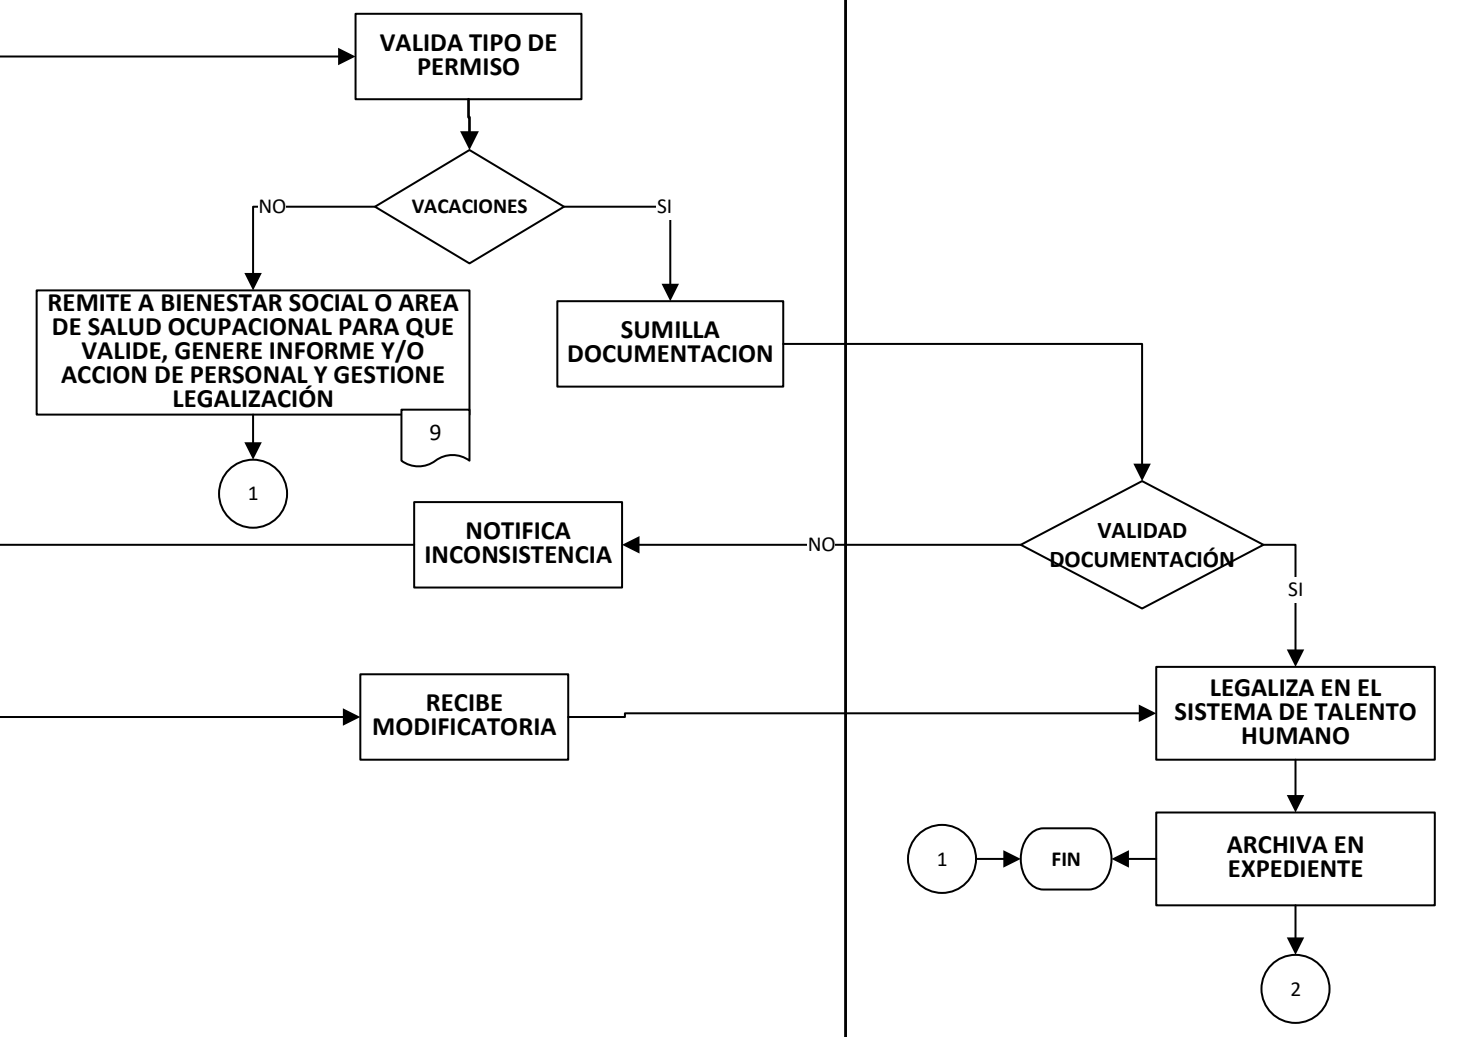 VALIDA TIPO DE
PERMISO
VACACIONES
NO
SI
REMITE A BIENESTAR SOCIAL O AREA
DE SALUD OCUPACIONAL PARA QUE
VALIDE, GENERE INFORME Y/O
ACCION DE PERSONAL Y GESTIONE
LEGALIZACIÓN
9
1
SUMILLA
DOCUMENTACION
VALIDAD
DOCUMENTACIÓN
NO
SI
NOTIFICA
INCONSISTENCIA
RECIBE
MODIFICATORIA
LEGALIZA EN EL
SISTEMA DE TALENTO
HUMANO
ARCHIVA EN
EXPEDIENTE
1
FIN
2